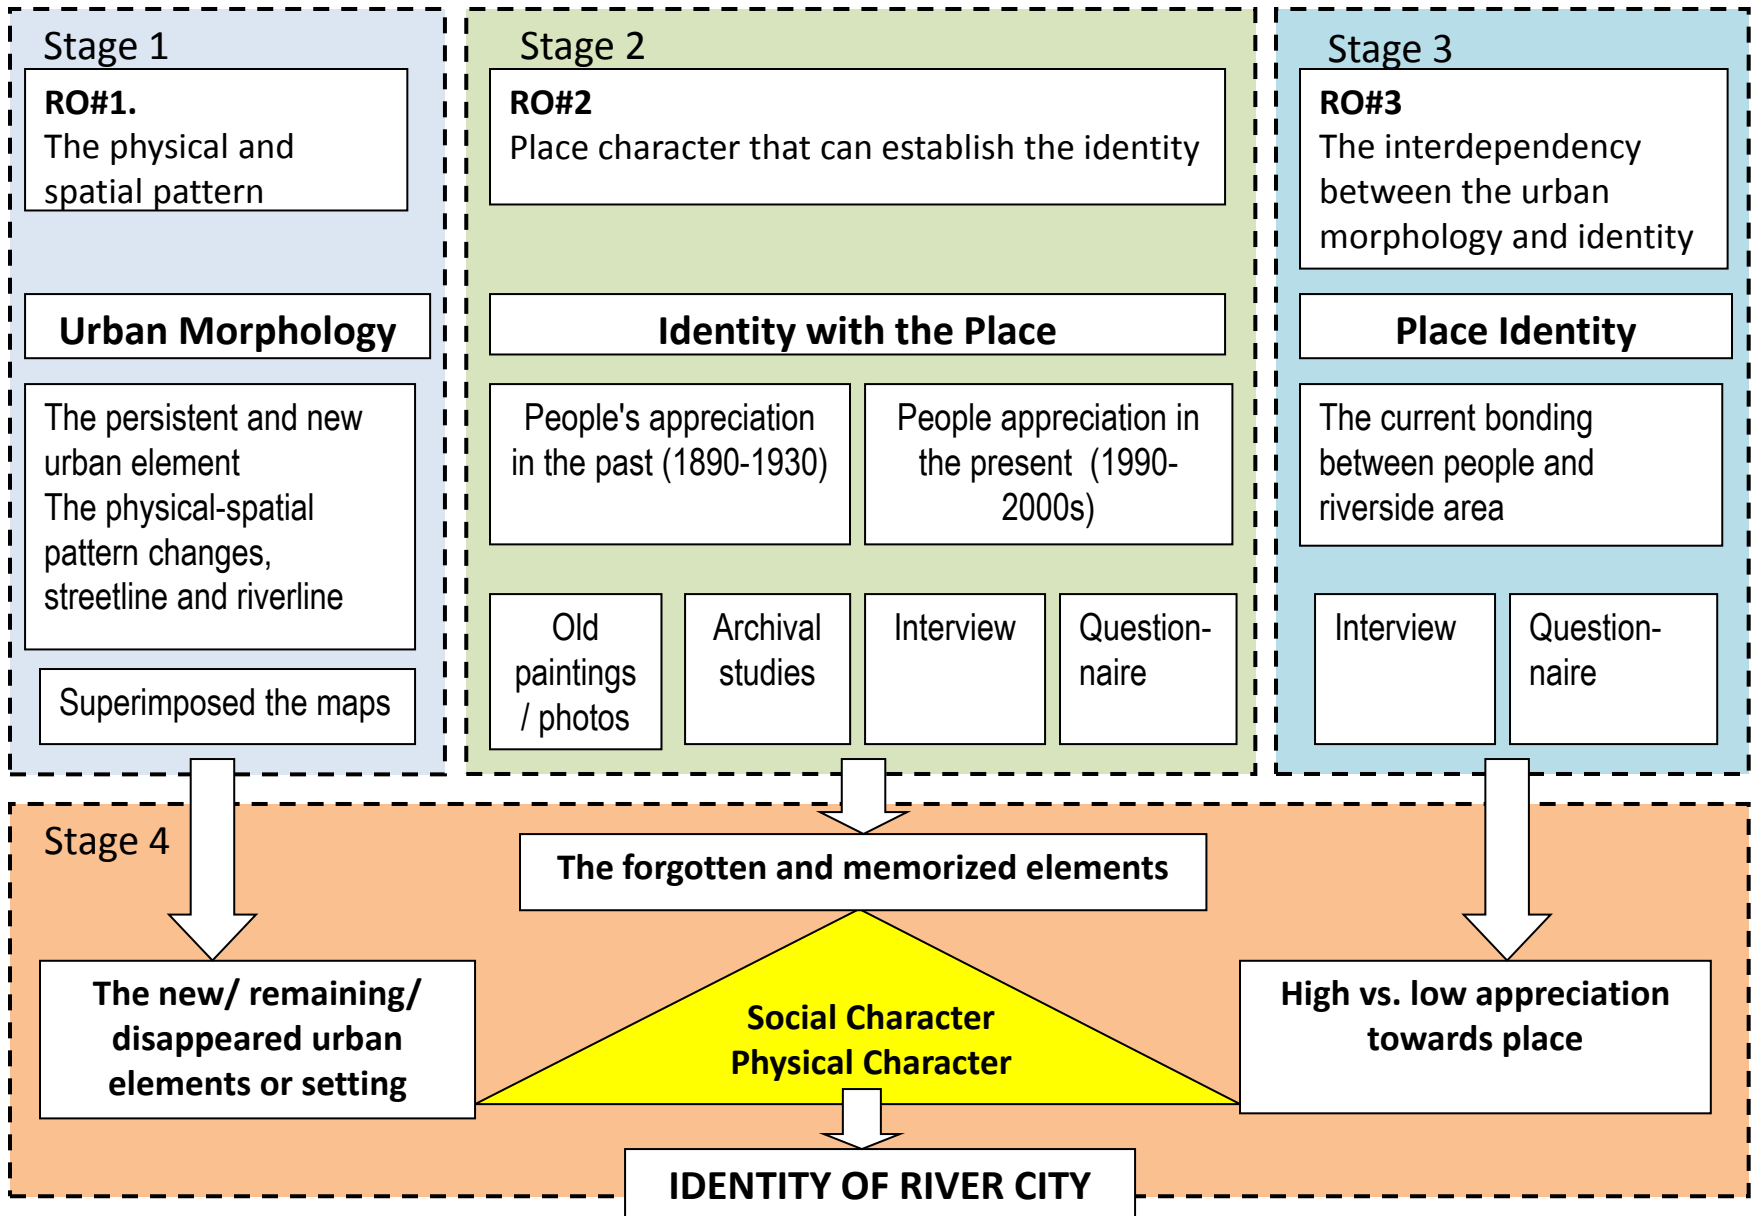 Stage 1
RO#1.
The physical and
spatial pattern
Urban Morphology
The persistent and new
urban element
The physical-spatial
pattern changes,
streetline and riverline
Superimposed the maps
Stage 2
RO#2
Place character that can establish the identity
Identity with the Place
People's appreciation
in the past (1890-1930)
People appreciation in
the present (1990-
2000s)
Old
paintings
/ photos
Archival
studies
Interview
Question-
naire
Stage 3
RO#3
The interdependency
between the urban
morphology and identity
Place Identity
The current bonding
between people and
riverside area
Interview
Question-
naire
Stage 4
The forgotten and memorized elements
The new/ remaining/
disappeared urban
elements or setting
Social Character
Physical Character
High vs. low appreciation
towards place
IDENTITY OF RIVER CITY